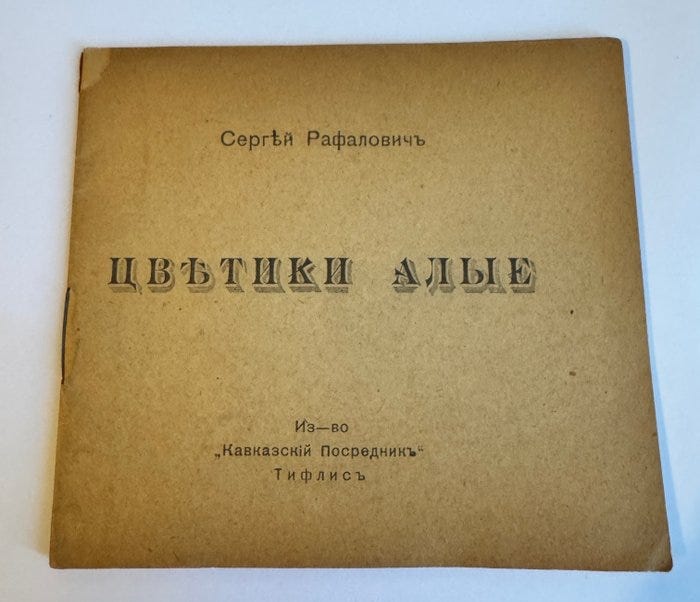 Сергѣй Рафаловичъ
ЦВѢТИКИ АЛЫЕ
Из—во
„Кавказскій Посредникъ“
Тифлисъ